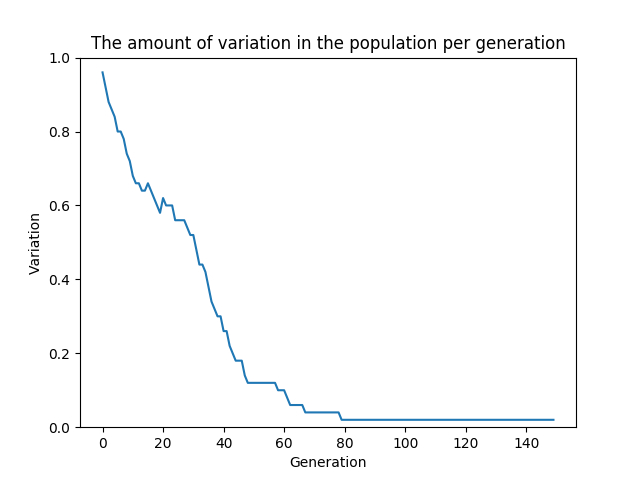 The amount of variation in the population per generation
1.0
0.8
0.6
0.4
0.2
0.0
Variation
0 20 40 60 80 100 120 140
Generation